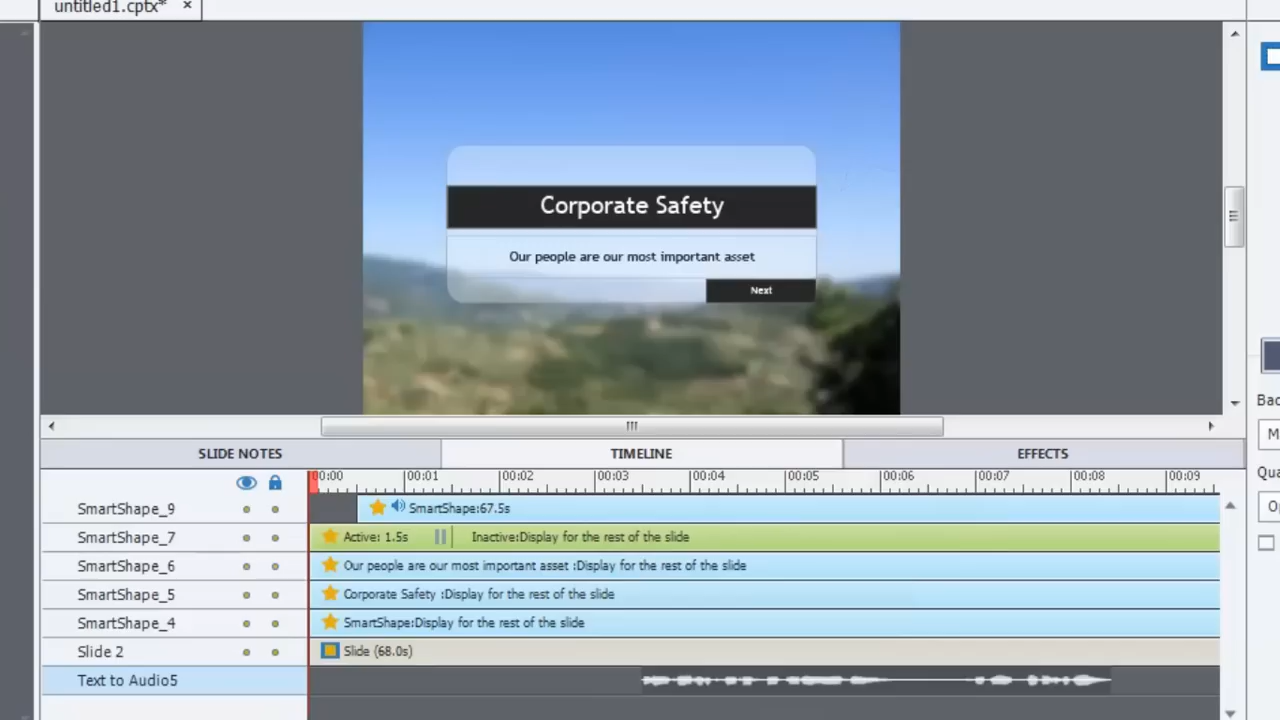 untitled1.cptx* ×
Corporate Safety
Our people are our most important asset
Next
SLIDE NOTES TIMELINE EFFECTS
00:00 00:01 00:02 00:03 00:04 00:05 00:06 00:07 00:08 00:09
SmartShape_9 SmartShape:67.5s
SmartShape_7 Active: 1.5s Inactive:Display for the rest of the slide
SmartShape_6 Our people are our most important asset :Display for the rest of the slide
SmartShape_5 Corporate Safety :Display for the rest of the slide
SmartShape_4 SmartShape:Display for the rest of the slide
Slide 2 Slide (68.0s)
Text to Audio5